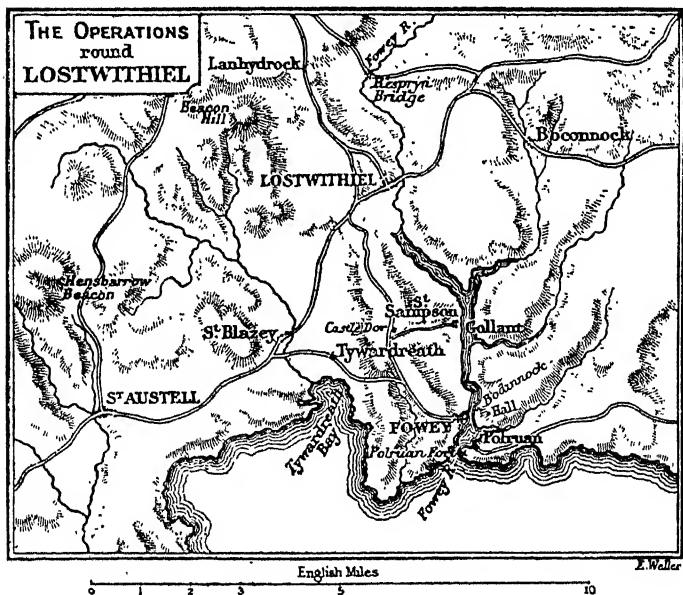 THE OPERATIONS
round
LOSTWITHIEL
Fowey R.
Lanhydrock
Respryn
Bridge
Beacon
Hill
Boconnock
LOSTWITHIEL
Hensbarrow
Beacon
St
Sampson
Golant
Castle Dor
St Blazey
Tywardreath
Bodinnock
Hall
ST AUSTELL
Tywardreath
Bay
FOWEY
Polruan
Polruan Fort
Fowey R.
E. Weller
English Miles
0 1 2 3 5 10